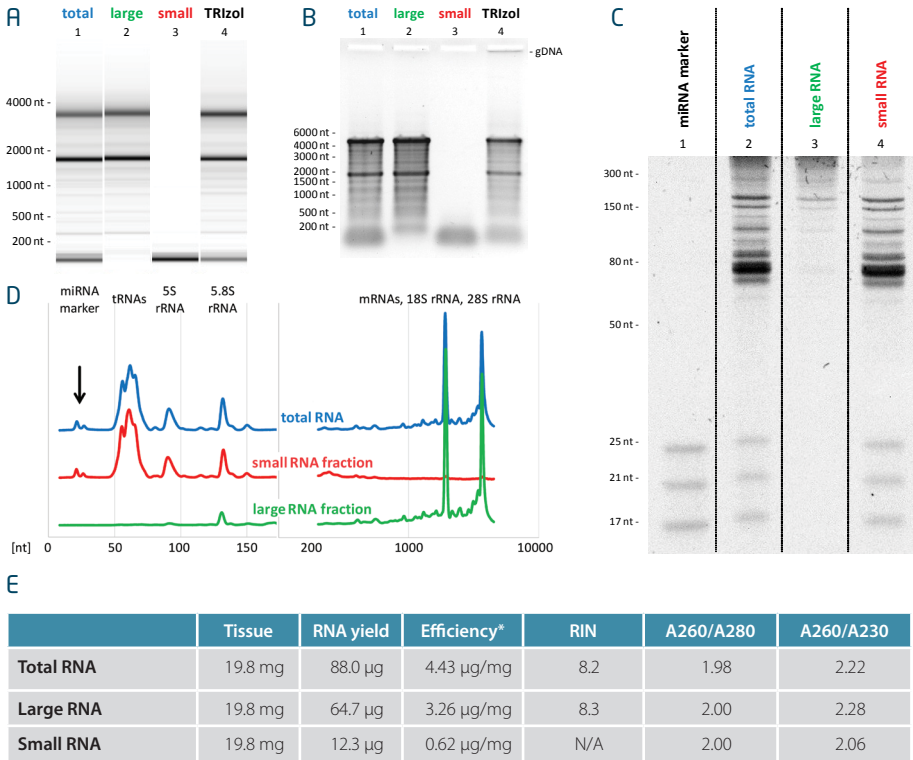 A
total large small TRIzol
1 2 3 4
4000 nt -
2000 nt -
1000 nt -
500 nt -
200 nt -
B
total large small TRIzol
1 2 3 4
- gDNA
6000 nt -
4000 nt -
3000 nt -
2000 nt -
1500 nt -
1000 nt -
500 nt -
200 nt -
C
miRNA marker total RNA large RNA small RNA
1 2 3 4
300 nt -
150 nt -
80 nt -
50 nt -
25 nt -
21 nt -
17 nt -
D
miRNA marker
tRNAs
5S rRNA
5.8S rRNA
mRNAs, 18S rRNA, 28S rRNA
total RNA
small RNA fraction
large RNA fraction
[nt] 0 50 100 150 200 1000 10000
E
Tissue RNA yield Efficiency* RIN A260/A280 A260/A230
Total RNA 19.8 mg 88.0 µg 4.43 µg/mg 8.2 1.98 2.22
Large RNA 19.8 mg 64.7 µg 3.26 µg/mg 8.3 2.00 2.28
Small RNA 19.8 mg 12.3 µg 0.62 µg/mg N/A 2.00 2.06